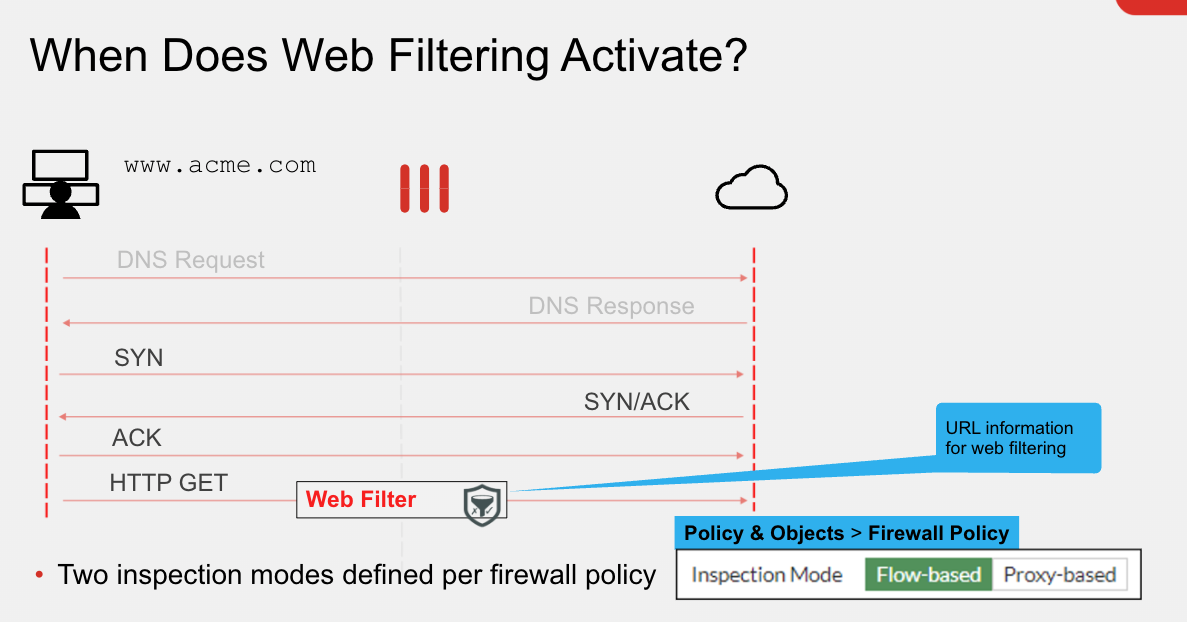 When Does Web Filtering Activate?
www.acme.com
DNS Request
DNS Response
SYN
SYN/ACK
ACK
URL information
for web filtering
HTTP GET
Web Filter
Policy & Objects > Firewall Policy
• Two inspection modes defined per firewall policy
Inspection Mode Flow-based Proxy-based